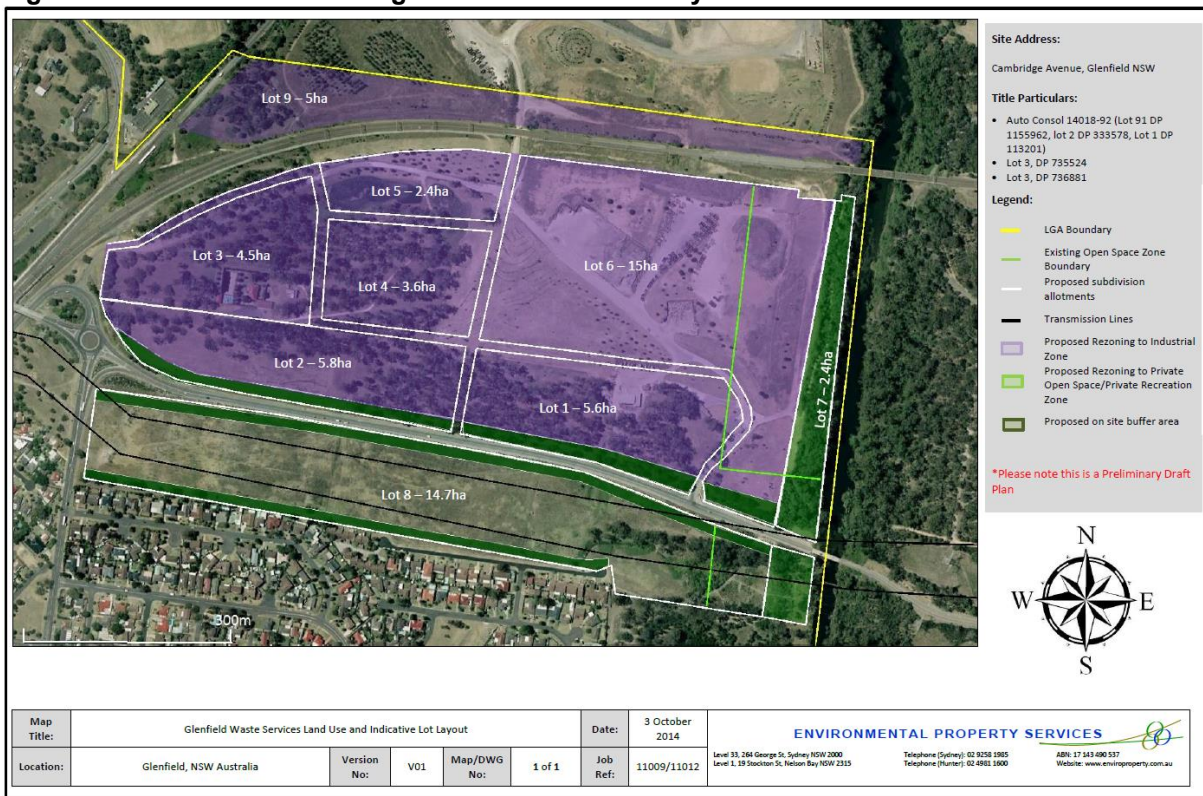 Site Address:
Cambridge Avenue, Glenfield NSW
Title Particulars:
• Auto Consol 14018-92 (Lot 91 DP
1155962, lot 2 DP 333578, Lot 1 DP
113201)
• Lot 3, DP 735524
• Lot 3, DP 736881
Legend:
LGA Boundary
Existing Open Space Zone
Boundary
Proposed subdivision
allotments
Transmission Lines
Proposed Rezoning to Industrial
Zone
Proposed Rezoning to Private
Open Space/Private Recreation
Zone
Proposed on site buffer area
*Please note this is a Preliminary Draft
Plan
N
W E
S
Lot 9 – 5ha
Lot 5 – 2.4ha
Lot 3 – 4.5ha
Lot 4 – 3.6ha
Lot 6 – 15ha
Lot 2 – 5.8ha
Lot 1 – 5.6ha
Lot 7 – 2.4ha
Lot 8 – 14.7ha
300m
Map
Title:
Glenfield Waste Services Land Use and Indicative Lot Layout
Date:
3 October
2014
Location:
Glenfield, NSW Australia
Version
No:
V01
Map/DWG
No:
1 of 1
Job
Ref:
11009/11012
ENVIRONMENTAL PROPERTY SERVICES
Level 33, 264 George St, Sydney NSW 2000
Level 1, 19 Stockton St, Nelson Bay NSW 2315
Telephone (Sydney): 02 9258 1985
Telephone (Hunter): 02 4981 1600
ABN: 17 143 490 537
Website: www.enviroproperty.com.au